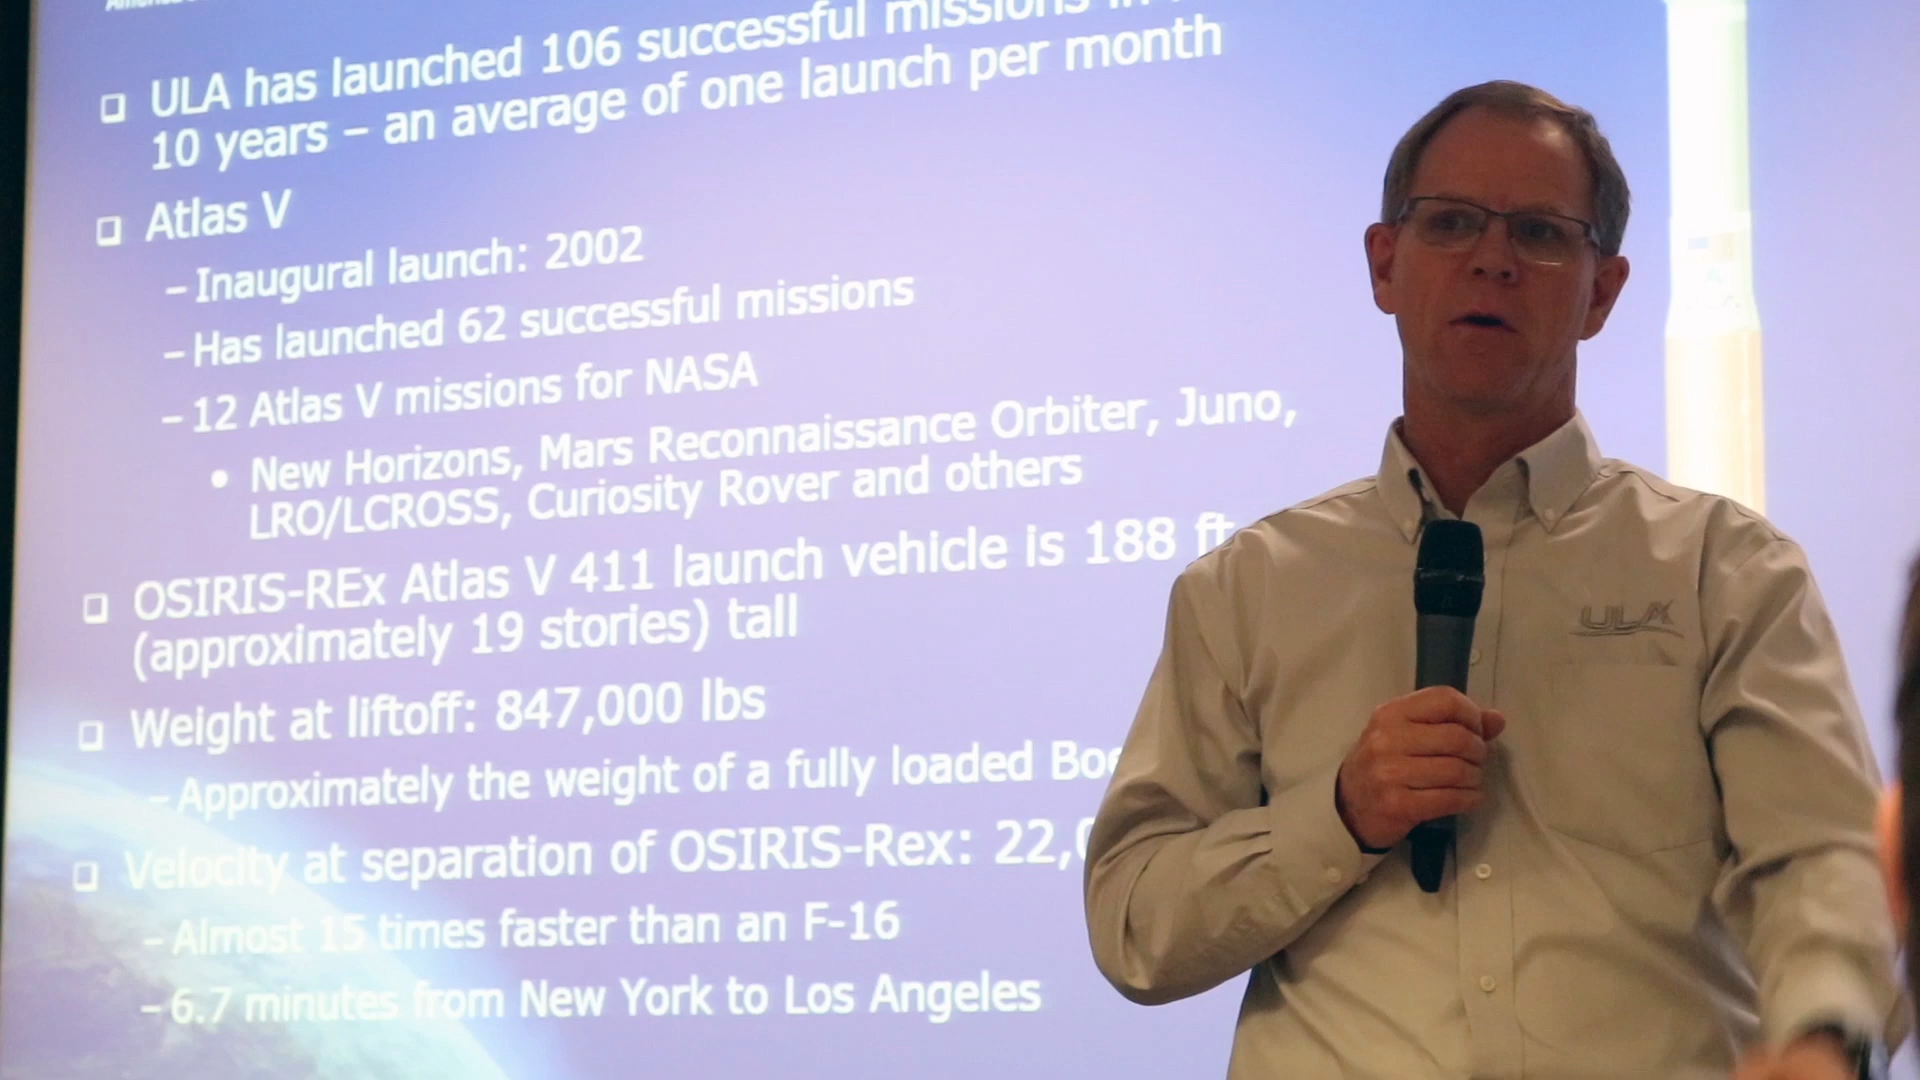 ULA has launched 106 successful missions in
10 years – an average of one launch per month
Atlas V
– Inaugural launch: 2002
– Has launched 62 successful missions
– 12 Atlas V missions for NASA
• New Horizons, Mars Reconnaissance Orbiter, Juno,
LRO/LCROSS, Curiosity Rover and others
OSIRIS-REx Atlas V 411 launch vehicle is 188 ft
(approximately 19 stories) tall
Weight at liftoff: 847,000 lbs
– Approximately the weight of a fully loaded
Velocity at separation of OSIRIS-Rex:
– Almost 15 times faster than an F-16
– 6.7 minutes from New York to Los Angeles
ULA